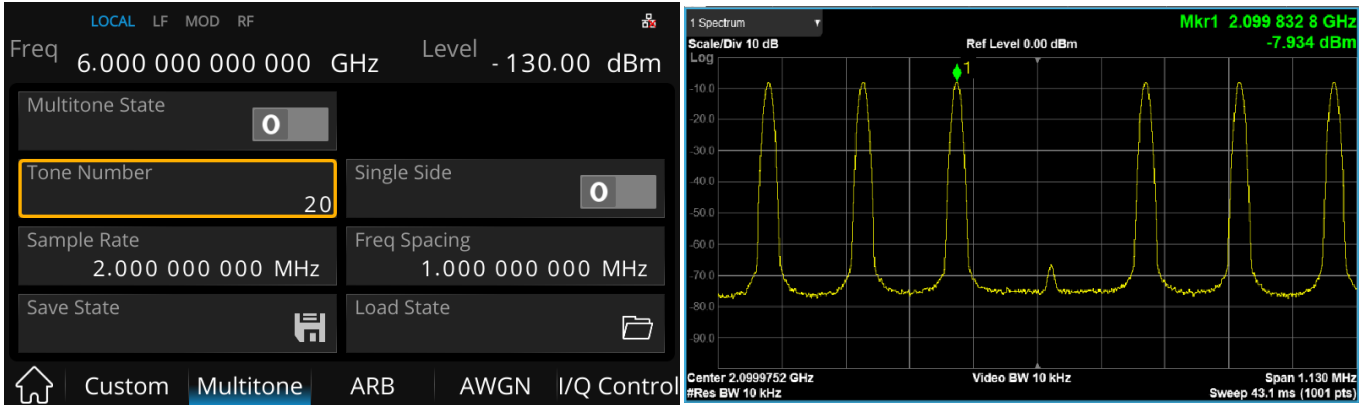 LOCAL LF MOD RF
Freq 6.000 000 000 000 GHz Level -130.00 dBm
Multitone State
0
Tone Number
20
Single Side
0
Sample Rate
2.000 000 000 MHz
Freq Spacing
1.000 000 000 MHz
Save State
Load State
Custom Multitone ARB AWGN I/Q Control
1 Spectrum
Mkr1 2.099 832 8 GHz
-7.934 dBm
Scale/Div 10 dB
Ref Level 0.00 dBm
Log
1
-10.0
-20.0
-30.0
-40.0
-50.0
-60.0
-70.0
-80.0
-90.0
Center 2.0999752 GHz
Video BW 10 kHz
Span 1.130 MHz
#Res BW 10 kHz
Sweep 43.1 ms (1001 pts)